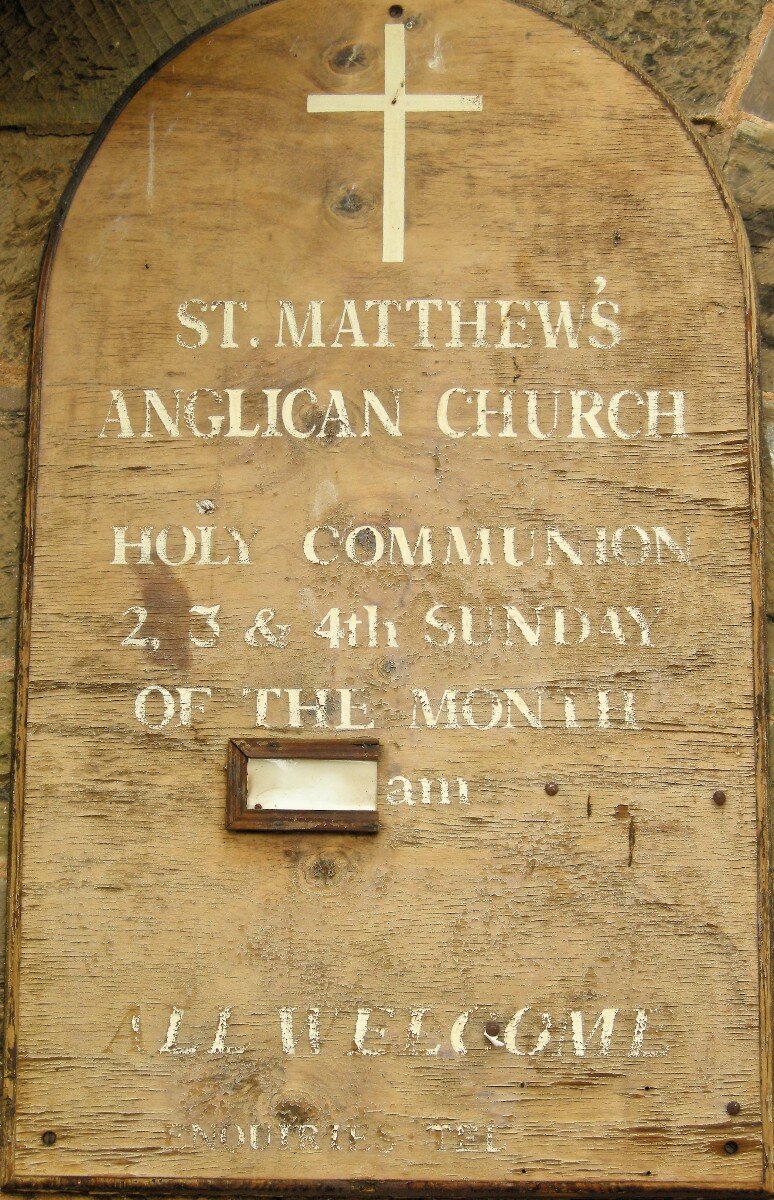 ST. MATTHEW'S
ANGLICAN CHURCH
HOLY COMMUNION
2, 3 & 4th SUNDAY
OF THE MONTH
am
ALL WELCOME
ENQUIRIES TEL